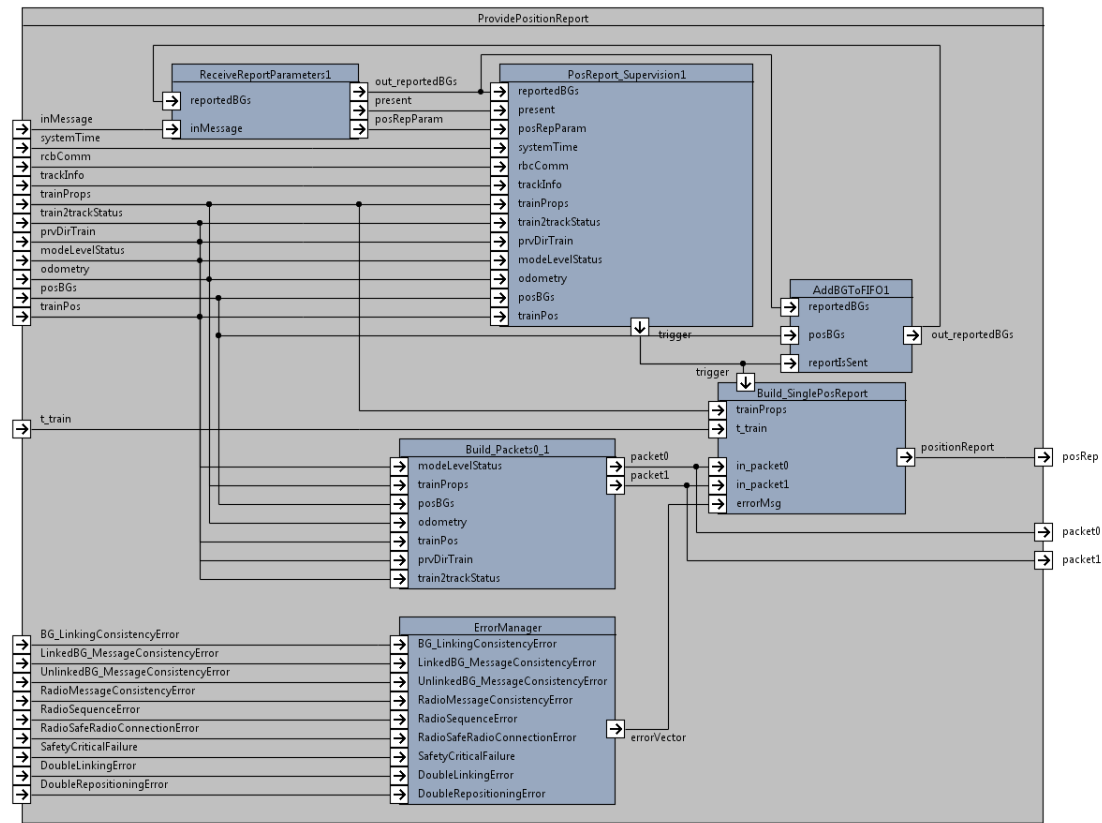 ProvidePositionReport
ReceiveReportParameters1
reportedBGs
inMessage
out_reportedBGs
present
posRepParam
PosReport_Supervision1
reportedBGs
present
posRepParam
systemTime
rbcComm
trackInfo
trainProps
train2trackStatus
prvDirTrain
modeLevelStatus
odometry
posBGs
trainPos
trigger
inMessage
systemTime
rcbComm
trackInfo
trainProps
train2trackStatus
prvDirTrain
modeLevelStatus
odometry
posBGs
trainPos
t_train
AddBGToFIFO1
reportedBGs
posBGs
reportIsSent
out_reportedBGs
trigger
Build_SinglePosReport
trainProps
t_train
in_packet0
in_packet1
errorMsg
positionReport
posRep
packet0
packet1
Build_Packets0_1
modeLevelStatus
trainProps
posBGs
odometry
trainPos
prvDirTrain
train2trackStatus
packet0
packet1
BG_LinkingConsistencyError
LinkedBG_MessageConsistencyError
UnlinkedBG_MessageConsistencyError
RadioMessageConsistencyError
RadioSequenceError
RadioSafeRadioConnectionError
SafetyCriticalFailure
DoubleLinkingError
DoubleRepositioningError
ErrorManager
BG_LinkingConsistencyError
LinkedBG_MessageConsistencyError
UnlinkedBG_MessageConsistencyError
RadioMessageConsistencyError
RadioSequenceError
RadioSafeRadioConnectionError
SafetyCriticalFailure
DoubleLinkingError
DoubleRepositioningError
errorVector